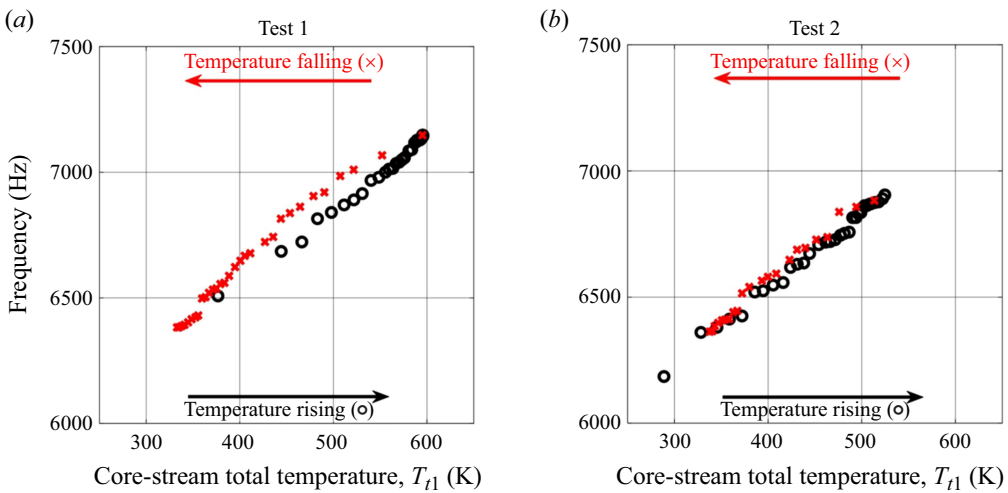 (a)
Test 1
7500
Temperature falling (×)
7000
Frequency (Hz)
6500
Temperature rising (o)
6000
300 400 500 600
Core-stream total temperature, Tt1 (K)
(b)
Test 2
7500
Temperature falling (×)
7000
6500
Temperature rising (o)
6000
300 400 500 600
Core-stream total temperature, Tt1 (K)